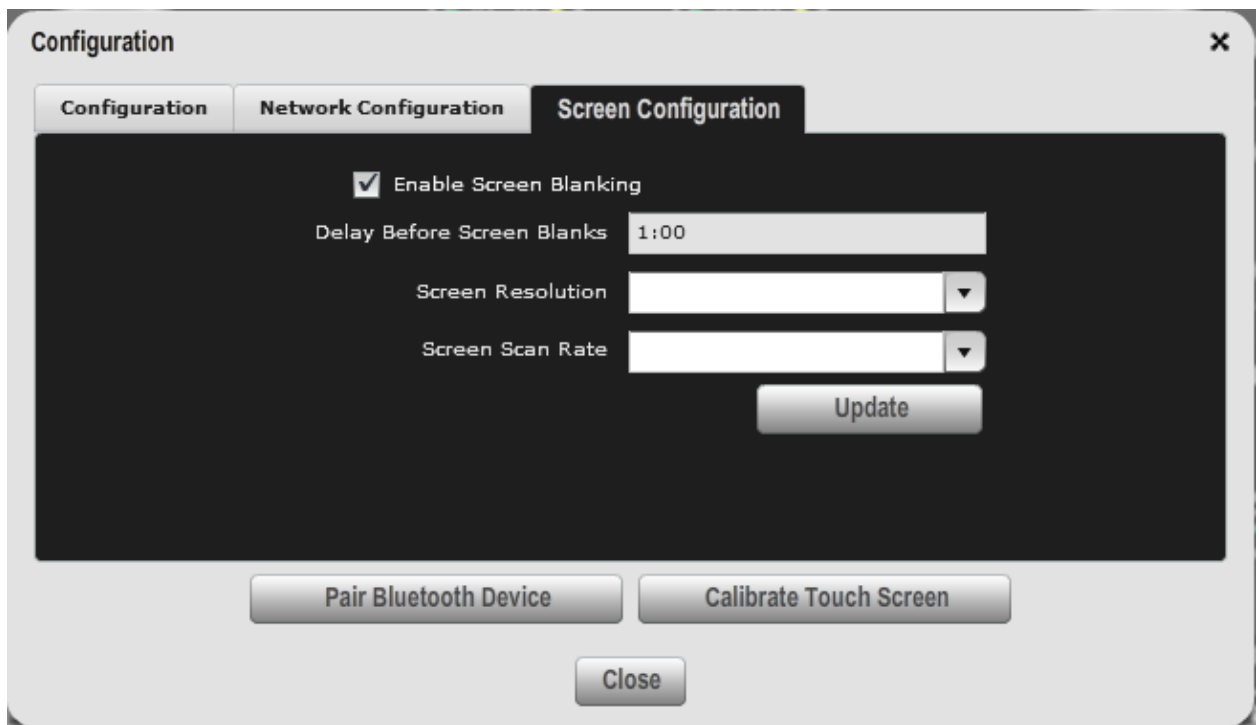 Configuration
Configuration Network Configuration Screen Configuration
Enable Screen Blanking
Delay Before Screen Blanks 1:00
Screen Resolution
Screen Scan Rate
Update
Pair Bluetooth Device Calibrate Touch Screen
Close